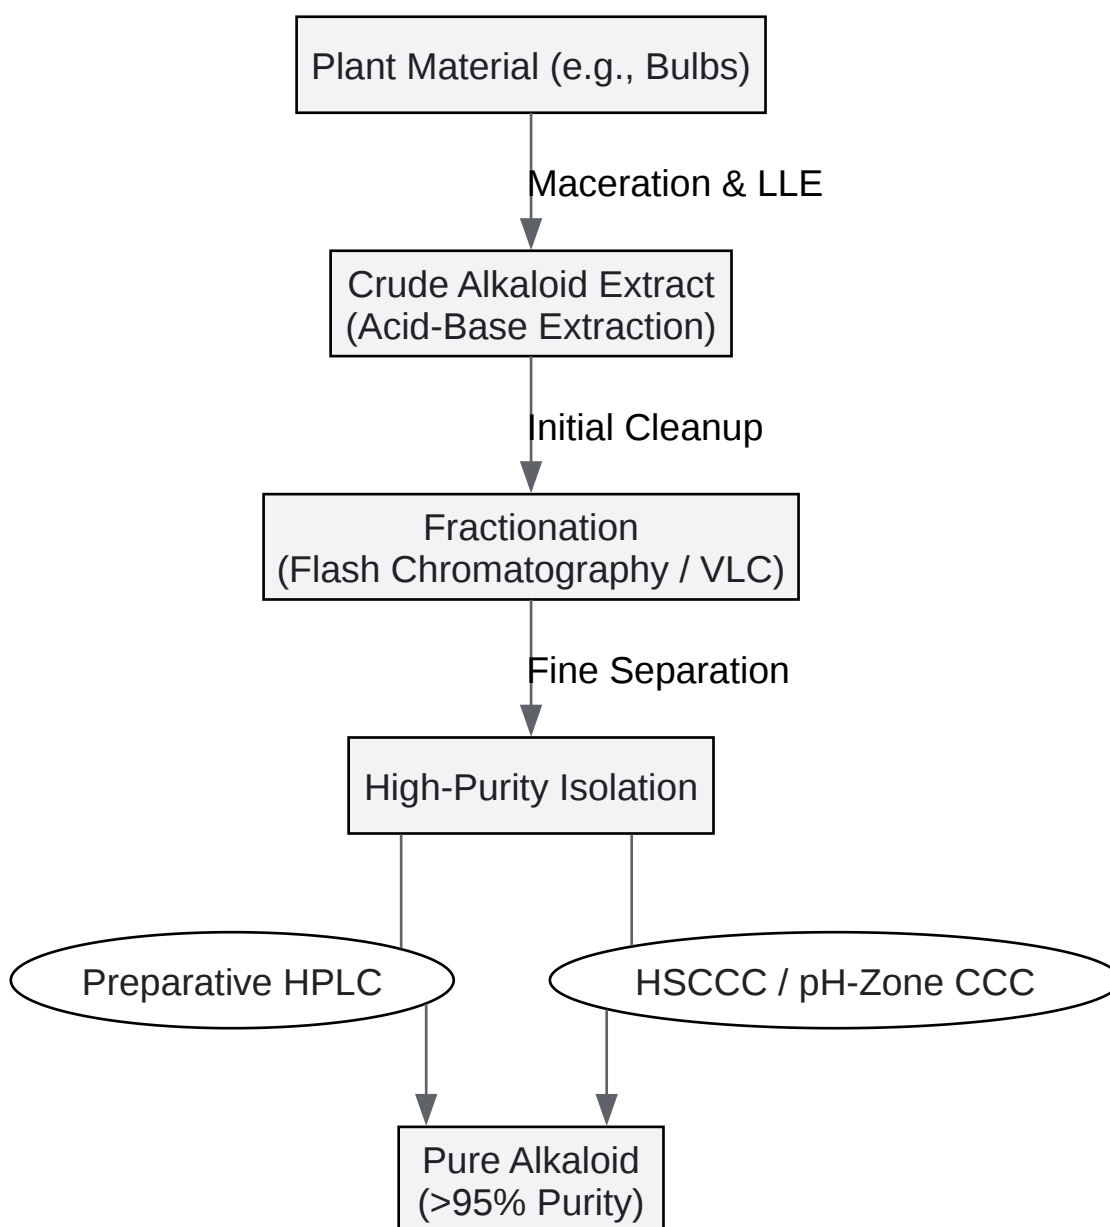 Plant Material (e.g., Bulbs)
Maceration & LLE
Crude Alkaloid Extract
(Acid-Base Extraction)
Initial Cleanup
Fractionation
(Flash Chromatography / VLC)
Fine Separation
High-Purity Isolation
Preparative HPLC
HSCCC / pH-Zone CCC
Pure Alkaloid
(>95% Purity)